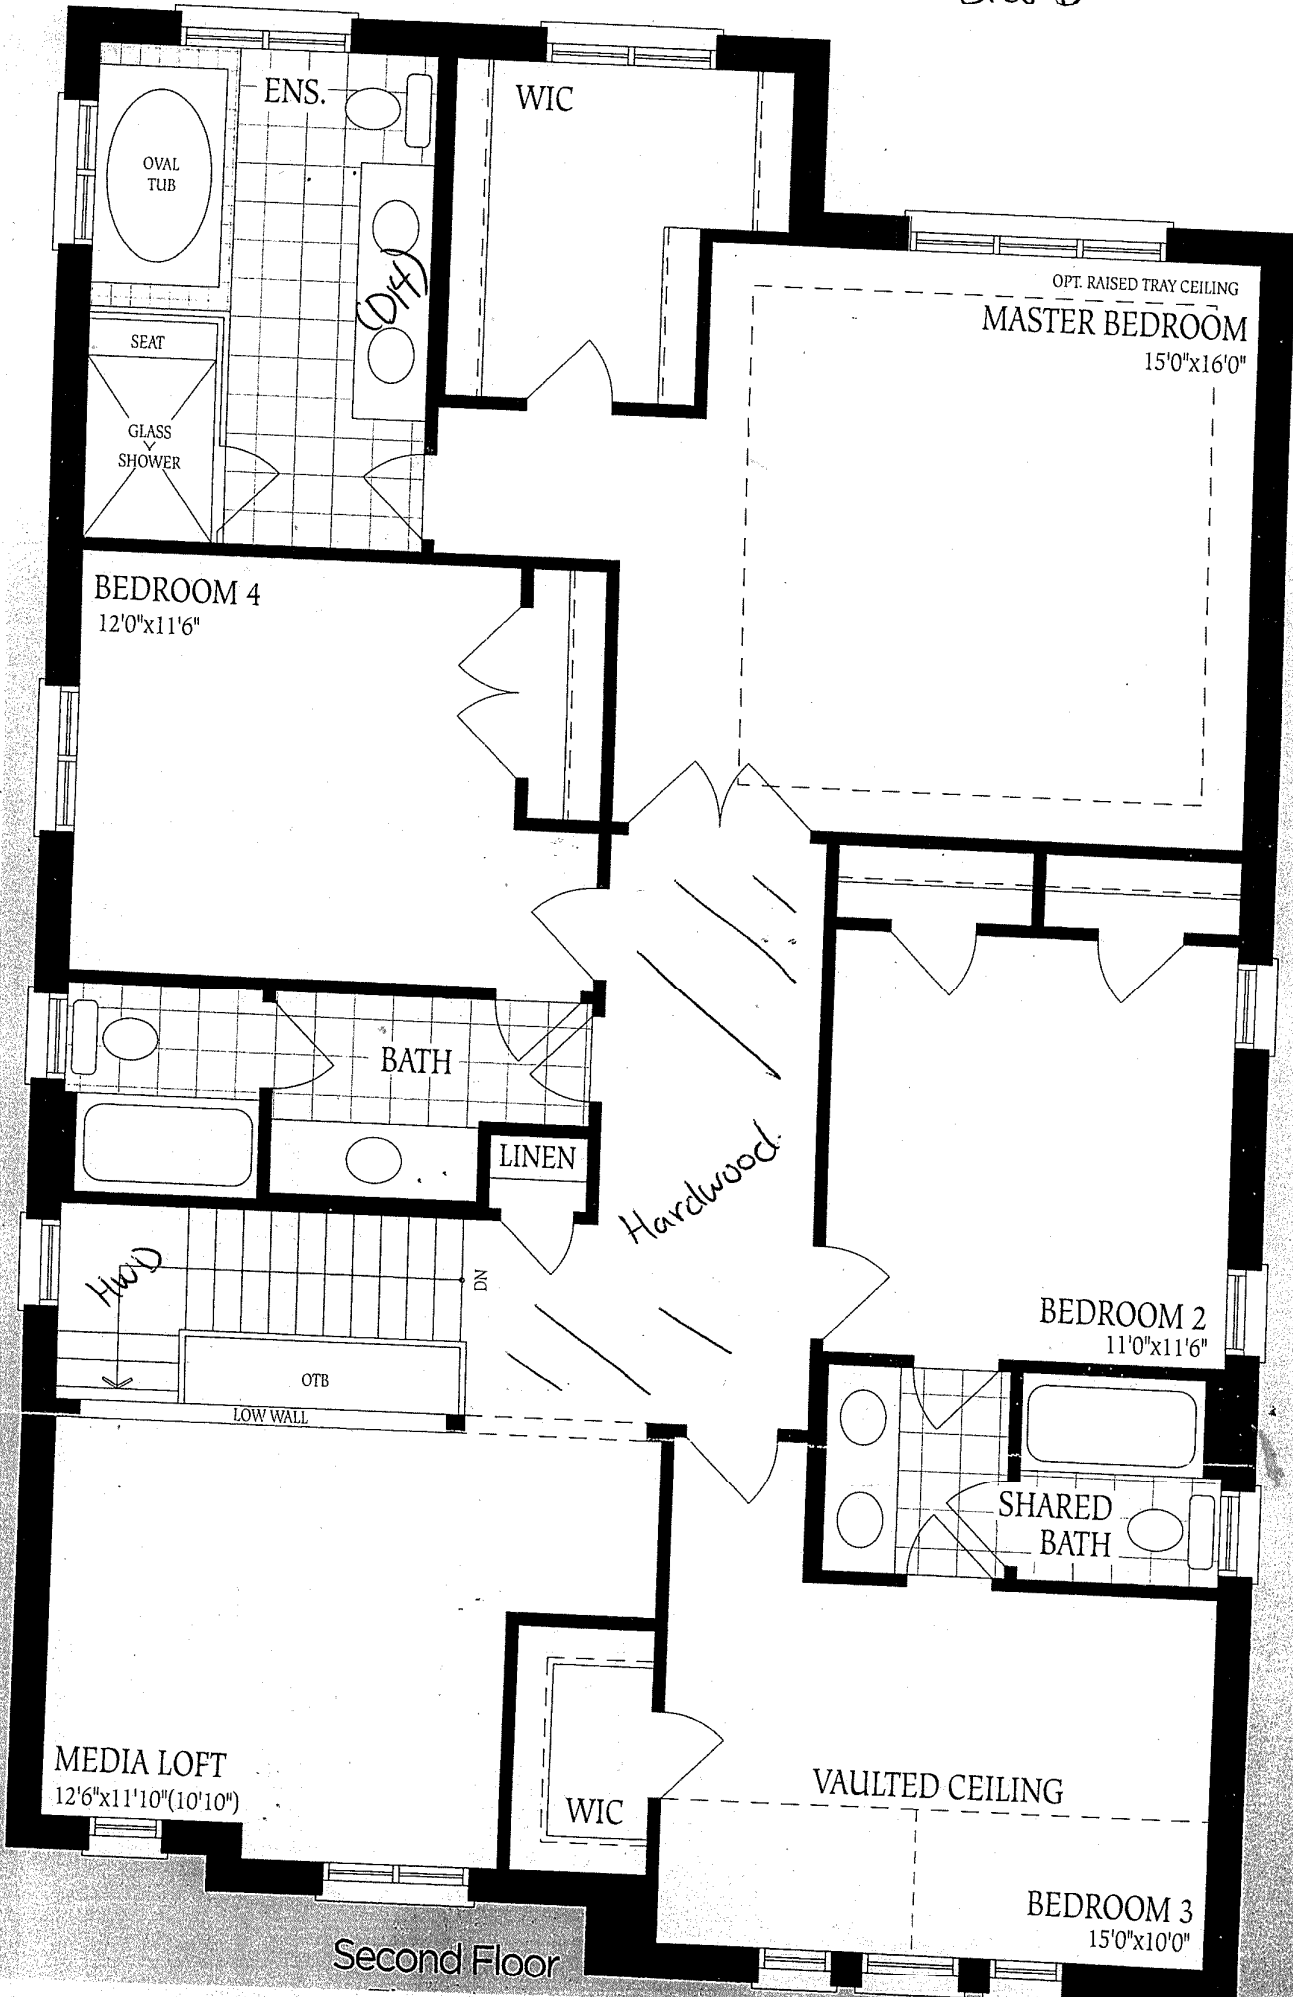 ENS.
WIC
OVAL
TUB
(D14)
OPT. RAISED TRAY CEILING
MASTER BEDROOM
15'0"x16'0"
SEAT
GLASS
SHOWER
BEDROOM 4
12'0"x11'6"
BATH
LINEN
Hardwood
HWD
DN
BEDROOM 2
11'0"x11'6"
OTB
LOW WALL
SHARED
BATH
MEDIA LOFT
12'6"x11'10"(10'10")
WIC
VAULTED CEILING
BEDROOM 3
15'0"x10'0"
Second Floor